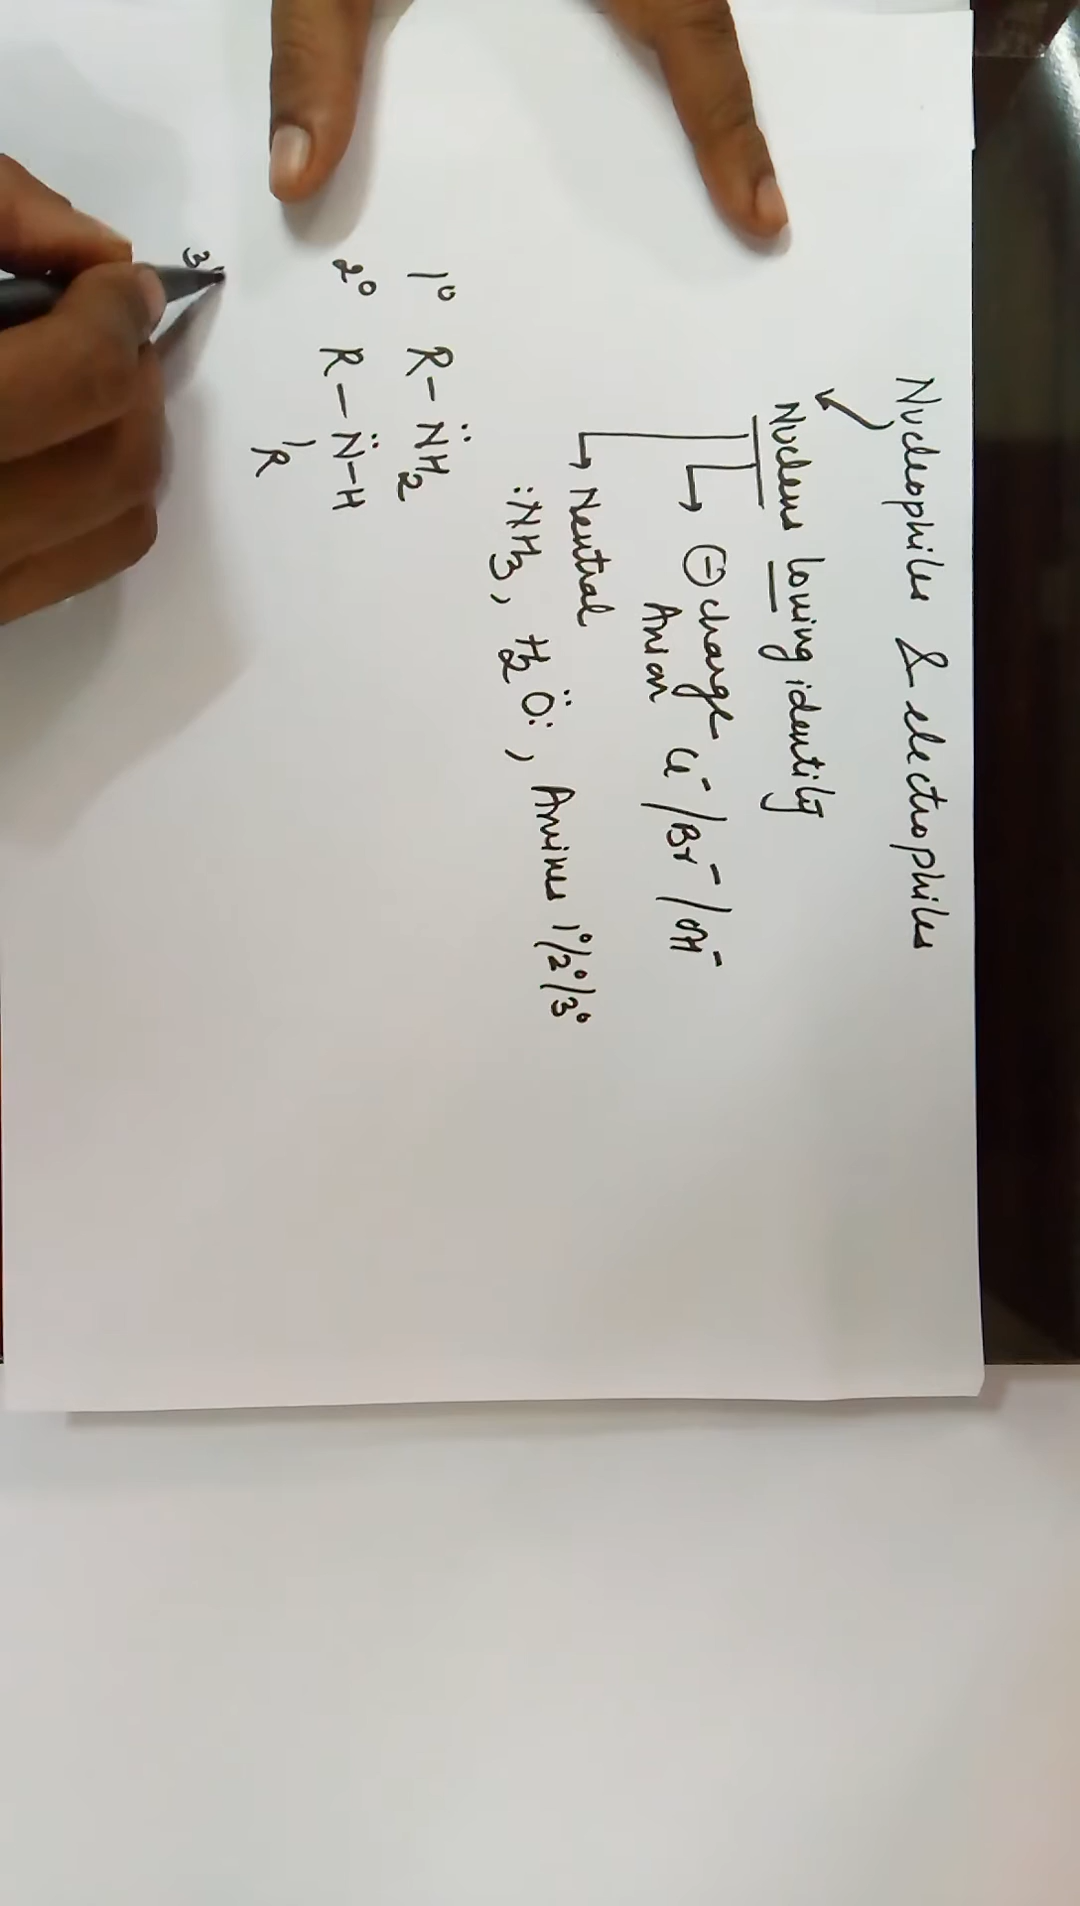 Nucleophiles & electrophiles
Nucleus loving identity
⊖ charge Cl⁻/Br⁻/OH⁻
Anion
Neutral
:NH₃, H₂Ö:, Amines 1°/2°/3°
1° R-N̈H₂
2° R-N̈-H
R
3°